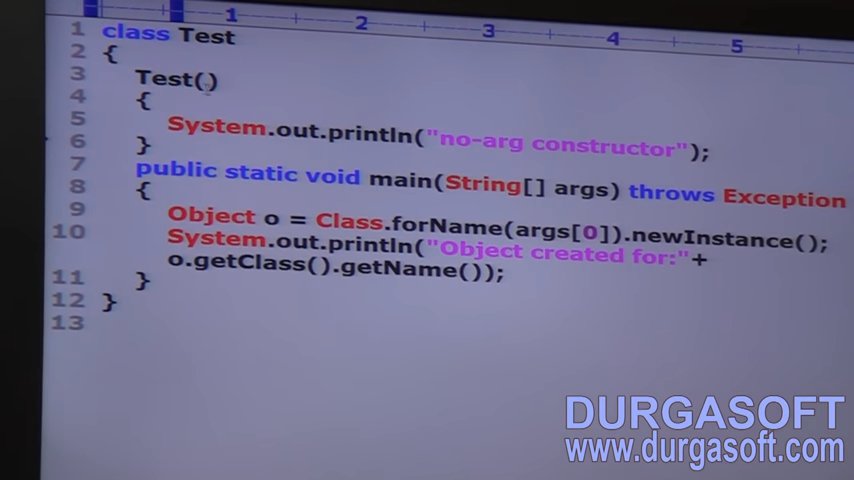 1 2 3 4 5
1 class Test
2 {
3 Test()
4 {
5 System.out.println("no-arg constructor");
6 }
7 public static void main(String[] args) throws Exception
8 {
9 Object o = Class.forName(args[0]).newInstance();
10 System.out.println("Object created for:"+
o.getClass().getName());
11 }
12 }
13
DURGASOFT
www.durgasoft.com